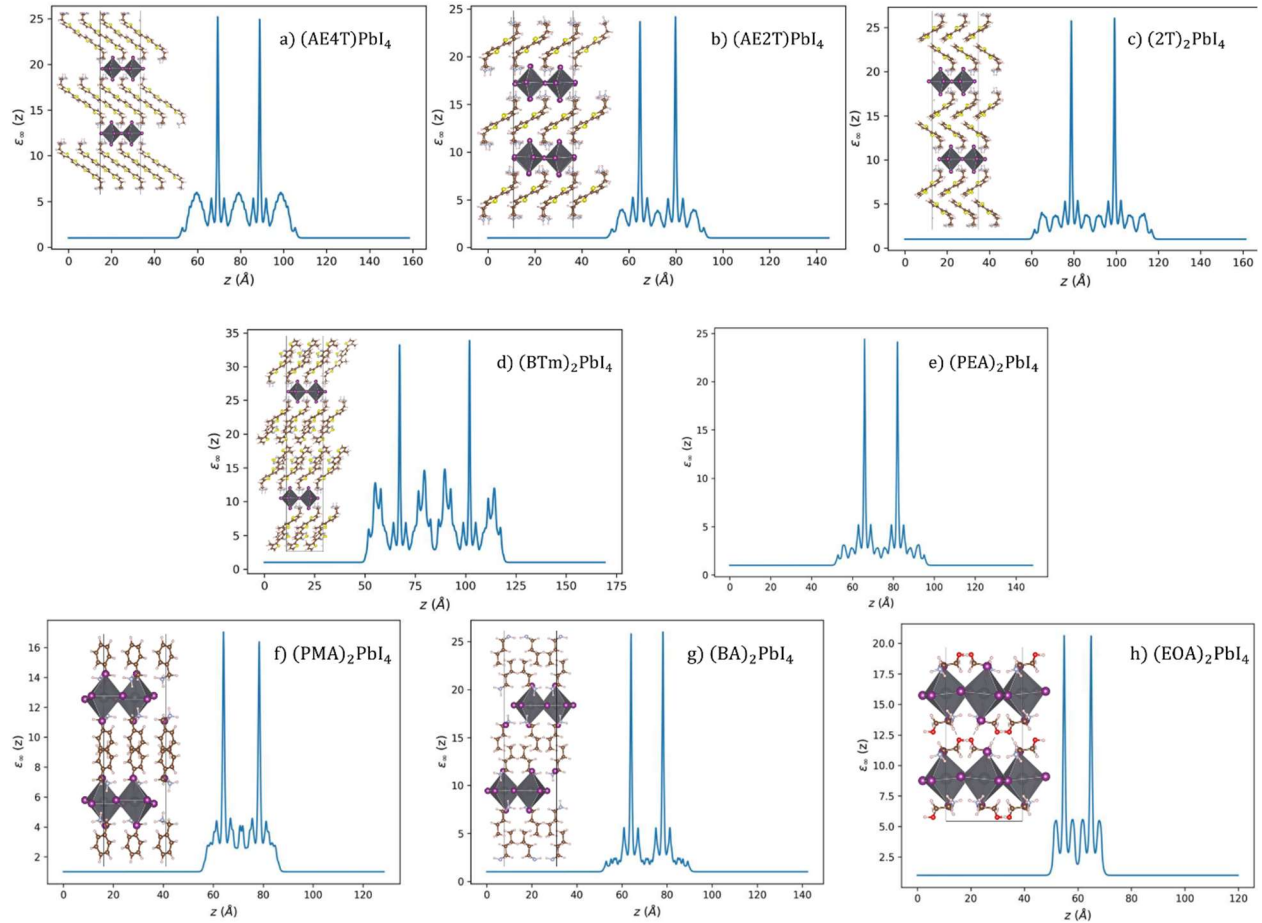 a) (AE4T)PbI₄
ε∞ (z)
25
20
15
10
5
0
0 20 40 60 80 100 120 140 160
z (Å)
b) (AE2T)PbI₄
ε∞ (z)
25
20
15
10
5
0
0 20 40 60 80 100 120 140
z (Å)
c) (2T)₂PbI₄
ε∞ (z)
25
20
15
10
5
0
0 20 40 60 80 100 120 140 160
z (Å)
d) (BTm)₂PbI₄
ε∞ (z)
35
30
25
20
15
10
5
0
0 25 50 75 100 125 150 175
z (Å)
e) (PEA)₂PbI₄
ε∞ (z)
25
20
15
10
5
0
0 20 40 60 80 100 120 140
z (Å)
f) (PMA)₂PbI₄
ε∞ (z)
16
14
12
10
8
6
4
2
0 20 40 60 80 100 120
z (Å)
g) (BA)₂PbI₄
ε∞ (z)
25
20
15
10
5
0
0 20 40 60 80 100 120 140
z (Å)
h) (EOA)₂PbI₄
ε∞ (z)
20.0
17.5
15.0
12.5
10.0
7.5
5.0
2.5
0 20 40 60 80 100 120
z (Å)